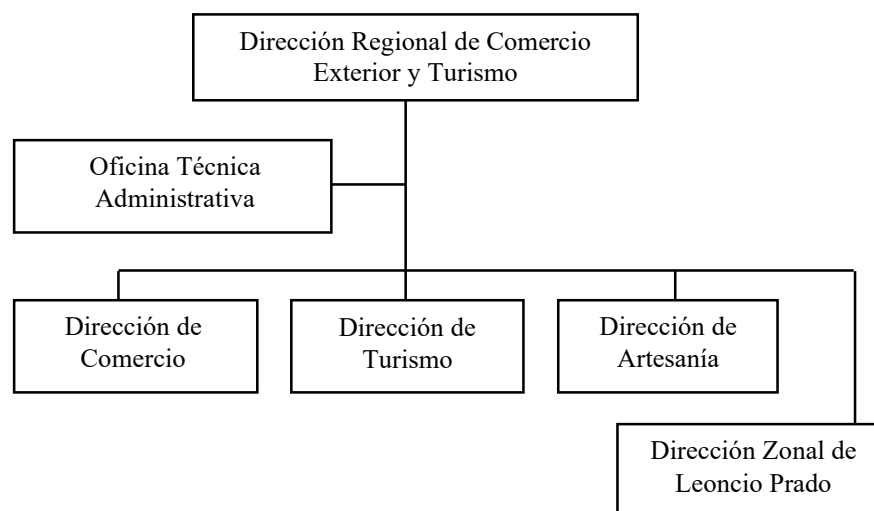 Dirección Regional de Comercio
Exterior y Turismo
Oficina Técnica
Administrativa
Dirección de
Comercio
Dirección de
Turismo
Dirección de
Artesanía
Dirección Zonal de
Leoncio Prado